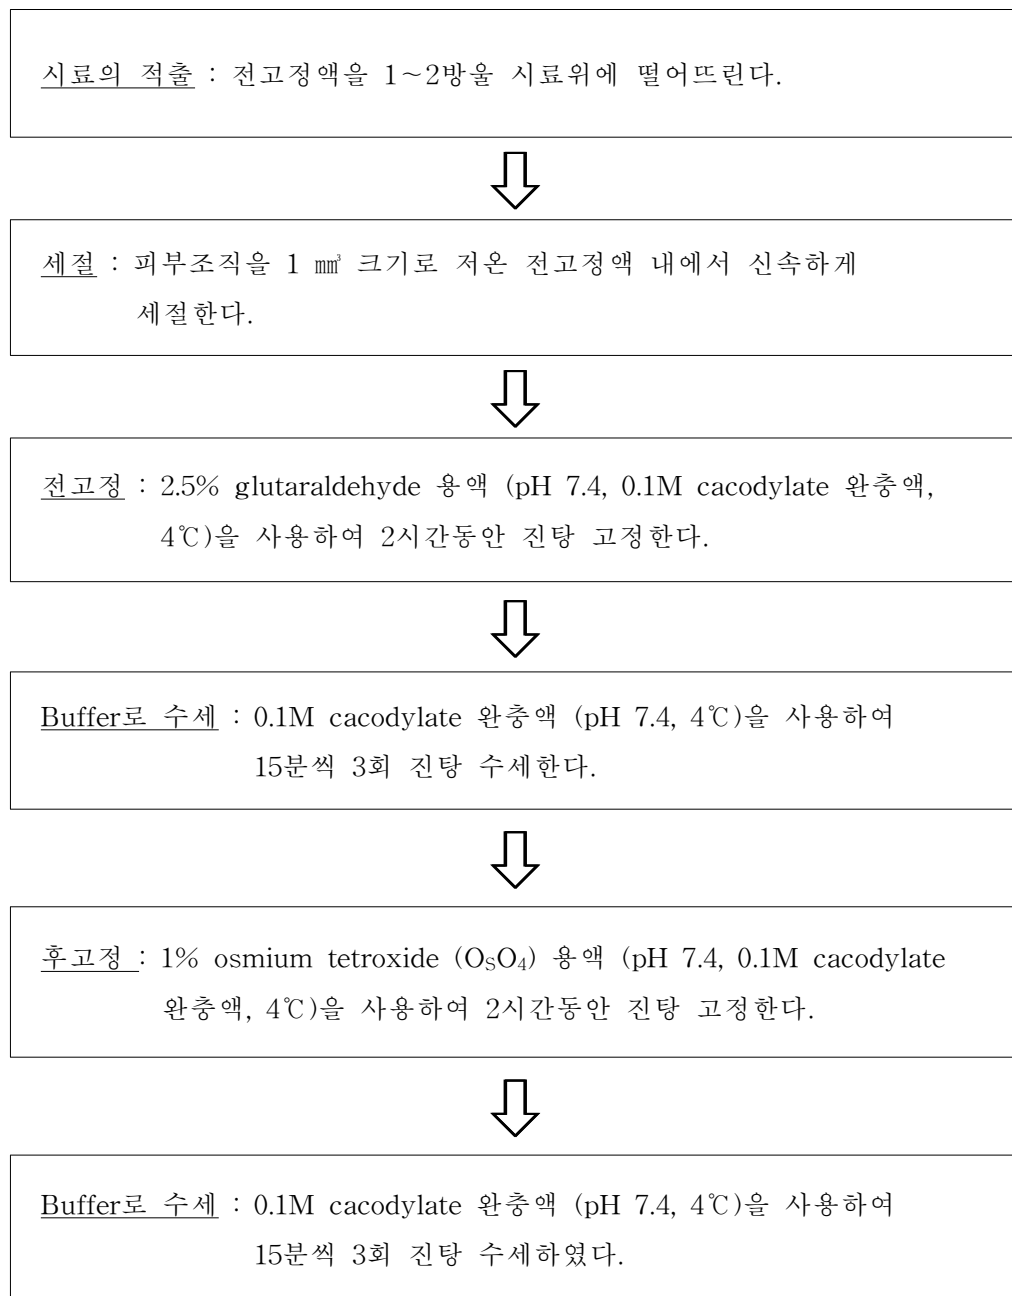 시료의 적출 : 전고정액을 1~2방울 시료위에 떨어뜨린다.
세절 : 피부조직을 1 ㎣ 크기로 저온 전고정액 내에서 신속하게
세절한다.
전고정 : 2.5% glutaraldehyde 용액 (pH 7.4, 0.1M cacodylate 완충액,
4℃)을 사용하여 2시간동안 진탕 고정한다.
Buffer로 수세 : 0.1M cacodylate 완충액 (pH 7.4, 4℃)을 사용하여
15분씩 3회 진탕 수세한다.
후고정 : 1% osmium tetroxide (OsO₄) 용액 (pH 7.4, 0.1M cacodylate
완충액, 4℃)을 사용하여 2시간동안 진탕 고정한다.
Buffer로 수세 : 0.1M cacodylate 완충액 (pH 7.4, 4℃)을 사용하여
15분씩 3회 진탕 수세하였다.